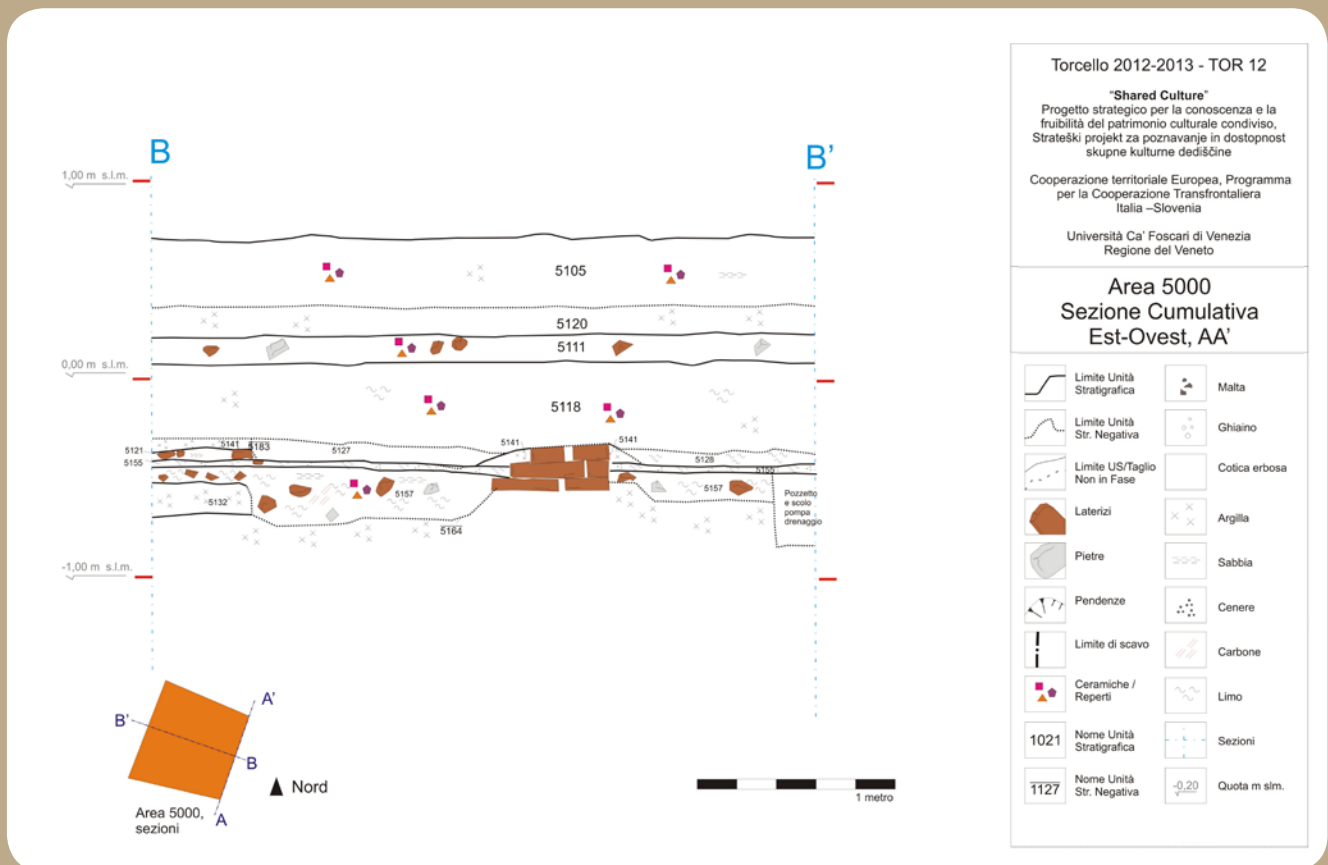 B
B'
1,00 m s.l.m.
5105
5120
5111
0,00 m s.l.m.
5118
5141
5183
5127
5141
5121
5128
5155
5155
5132
5157
5157
5164
Pozzetto
e scolo
pompa
drenaggio
-1,00 m s.l.m.
A'
B'
B
A
Nord
Area 5000,
sezioni
1 metro
Torcello 2012-2013 - TOR 12
"Shared Culture"
Progetto strategico per la conoscenza e la
fruibilità del patrimonio culturale condiviso,
Strateški projekt za poznavanje in dostopnost
skupne kulturne dediščine
Cooperazione territoriale Europea, Programma
per la Cooperazione Transfrontaliera
Italia –Slovenia
Università Ca' Foscari di Venezia
Regione del Veneto
Area 5000
Sezione Cumulativa
Est-Ovest, AA'
Limite Unità
Stratigrafica
Malta
Limite Unità
Str. Negativa
Ghiaino
Limite US/Taglio
Non in Fase
Cotica erbosa
Laterizi
Argilla
Pietre
Sabbia
Pendenze
Cenere
Limite di scavo
Carbone
Ceramiche /
Reperti
Limo
1021
Nome Unità
Stratigrafica
Sezioni
1127
Nome Unità
Str. Negativa
-0,20
Quota m slm.